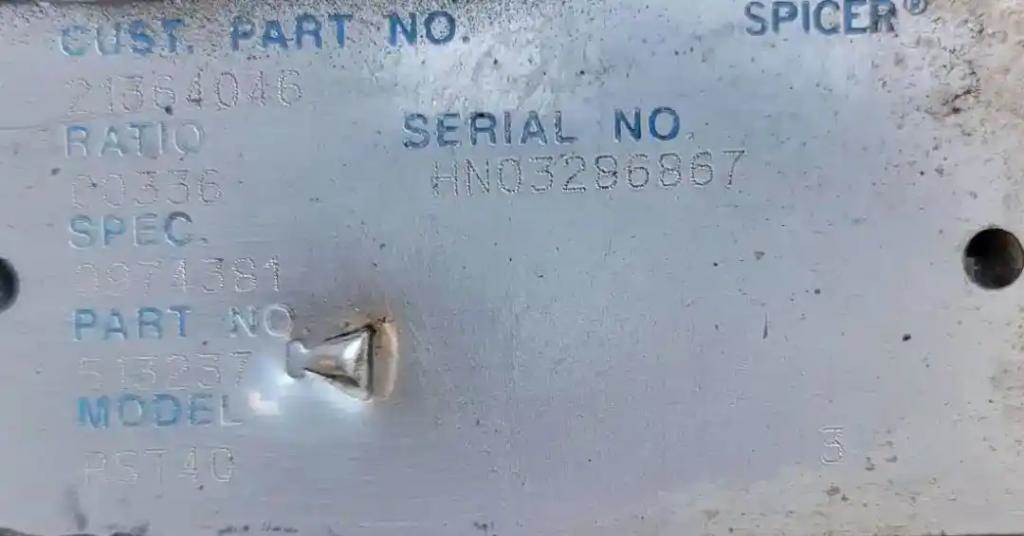 CUST. PART NO.
SPICER®
21364046
RATIO
SERIAL NO.
00336
HN03286867
SPEC.
0974381
PART NO
513237
MODEL
RST40
3